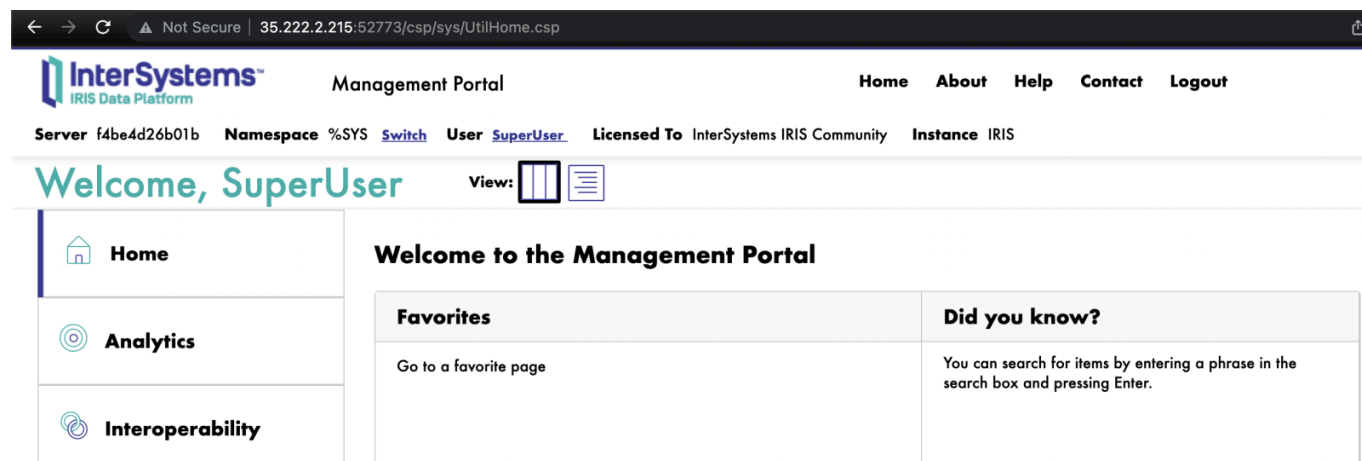 Not Secure | 35.222.2.215:52773/csp/sys/UtilHome.csp
InterSystems™ Management Portal Home About Help Contact Logout
IRIS Data Platform
Server f4be4d26b01b Namespace %SYS Switch User SuperUser Licensed To InterSystems IRIS Community Instance IRIS
Welcome, SuperUser View:
Home
Analytics
Interoperability
Welcome to the Management Portal
Favorites
Go to a favorite page
Did you know?
You can search for items by entering a phrase in the
search box and pressing Enter.